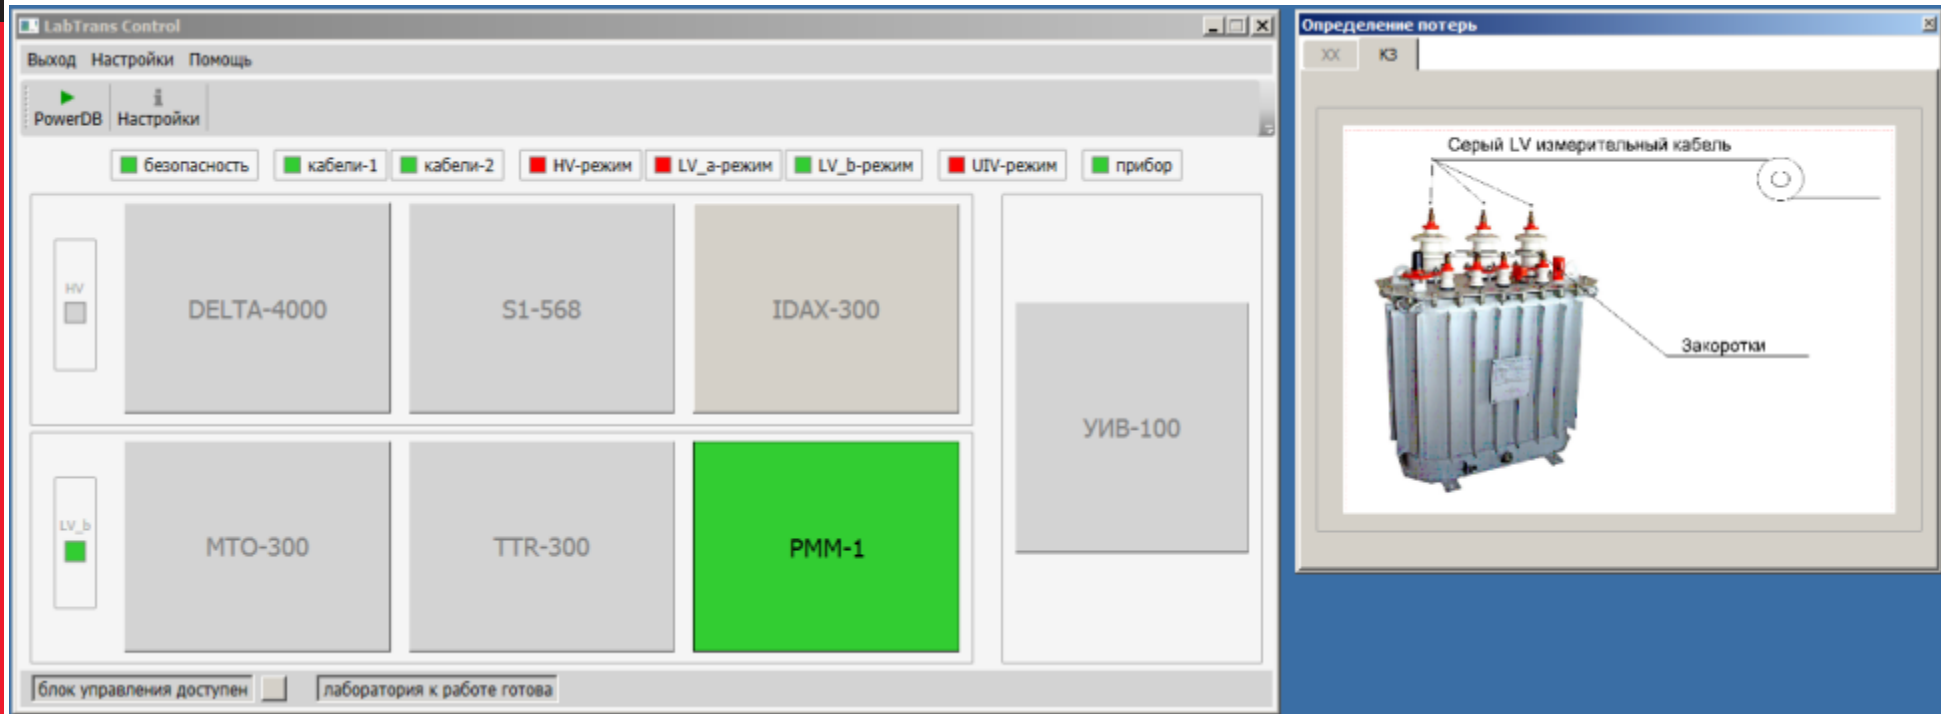 LabTrans Control
Выход Настройки Помощь
PowerDB Настройки
безопасность кабели-1 кабели-2 HV-режим LV_a-режим LV_b-режим UIV-режим прибор
HV
DELTA-4000 S1-568 IDAX-300
УИВ-100
LV_b
МТО-300 TTR-300 PMM-1
блок управления доступен лаборатория к работе готова
Определение потерь
ХХ КЗ
Серый LV измерительный кабель
Закоротки